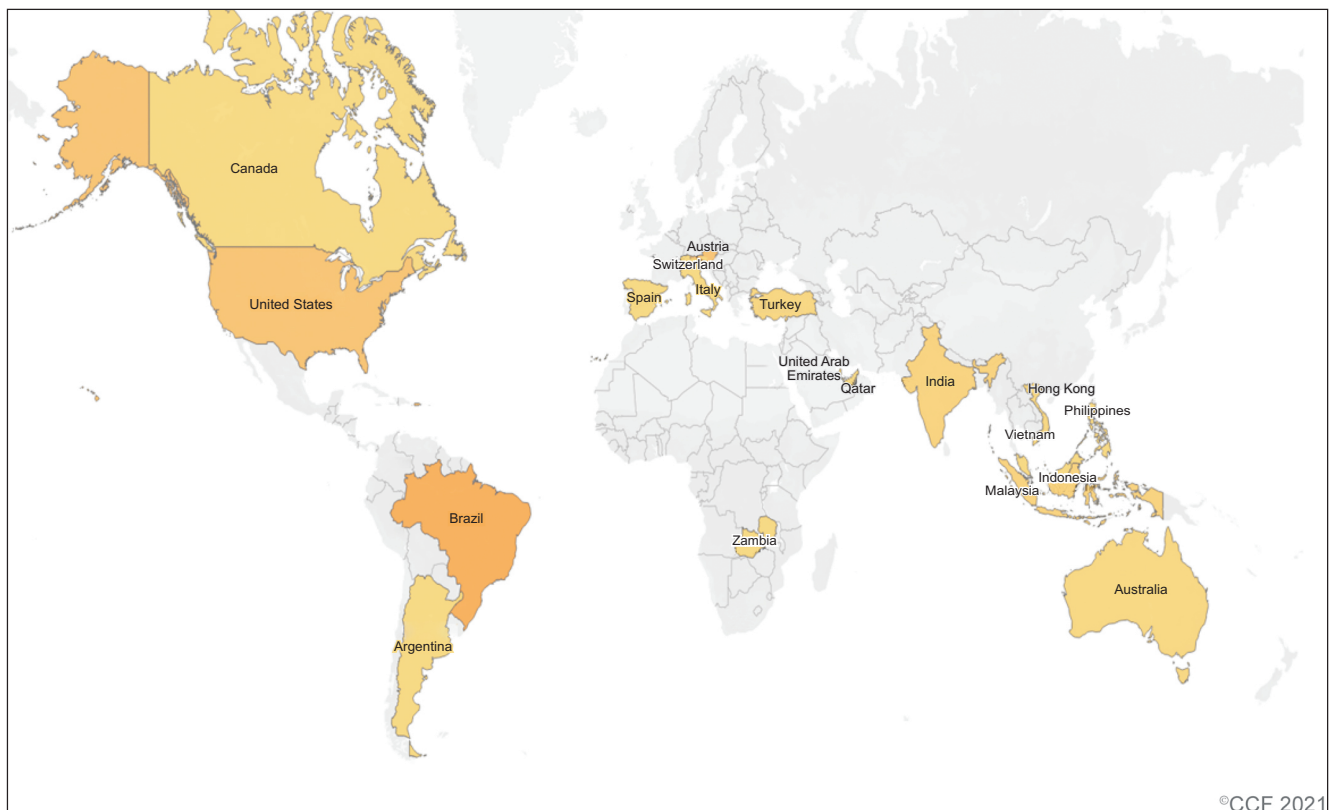 Canada
Austria
Switzerland
United States
Spain
Italy
Turkey
United Arab
Emirates
Qatar
India
Hong Kong
Philippines
Vietnam
Indonesia
Malaysia
Brazil
Zambia
Australia
Argentina
©CCF 2021